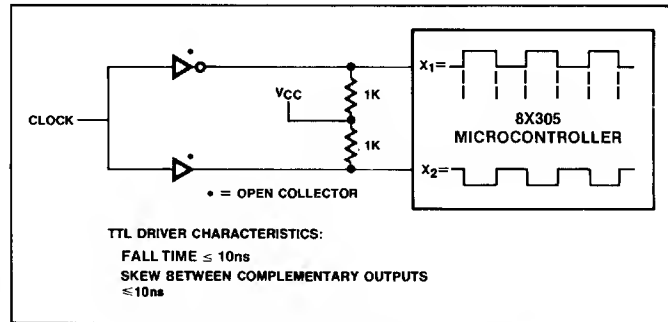 X1=
VCC
1K
CLOCK
8X305
MICROCONTROLLER
1K
X2=
• = OPEN COLLECTOR
TTL DRIVER CHARACTERISTICS:
FALL TIME ≤ 10ns
SKEW BETWEEN COMPLEMENTARY OUTPUTS
≤10ns